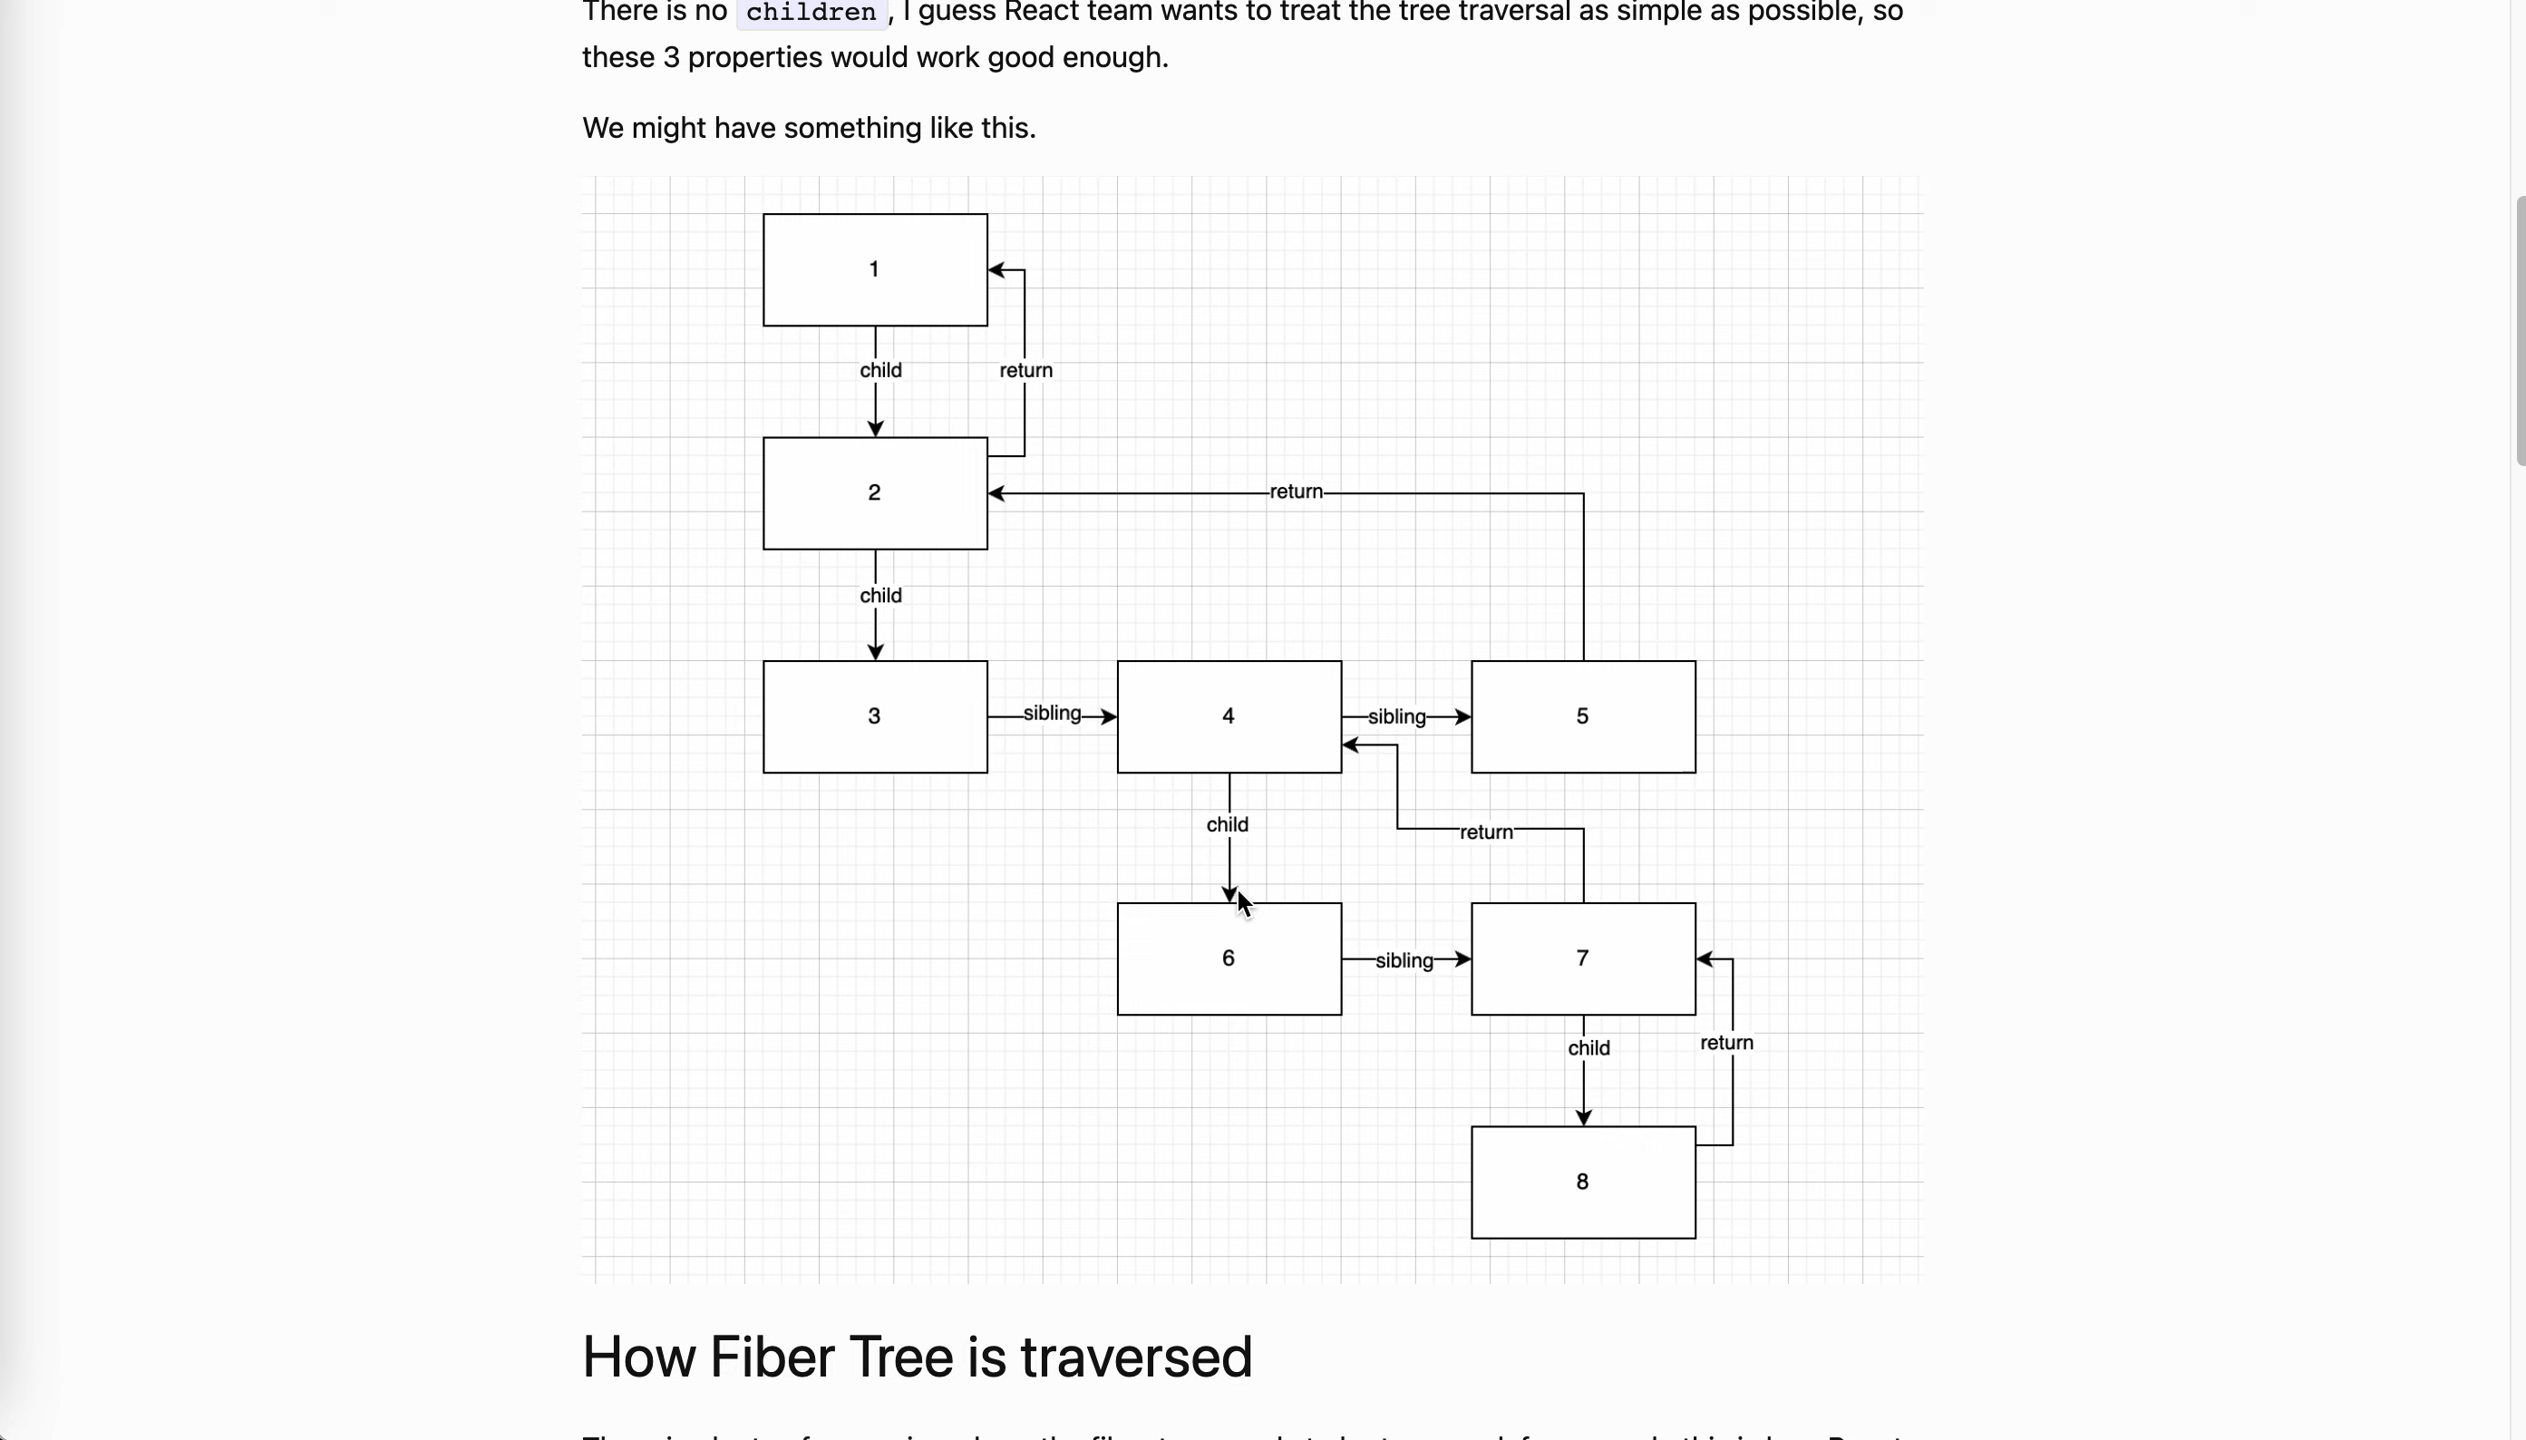 There is no children , I guess React team wants to treat the tree traversal as simple as possible, so
these 3 properties would work good enough.
We might have something like this.
1
child
return
2
return
child
3
sibling
4
sibling
5
child
return
6
sibling
7
child
return
8
How Fiber Tree is traversed